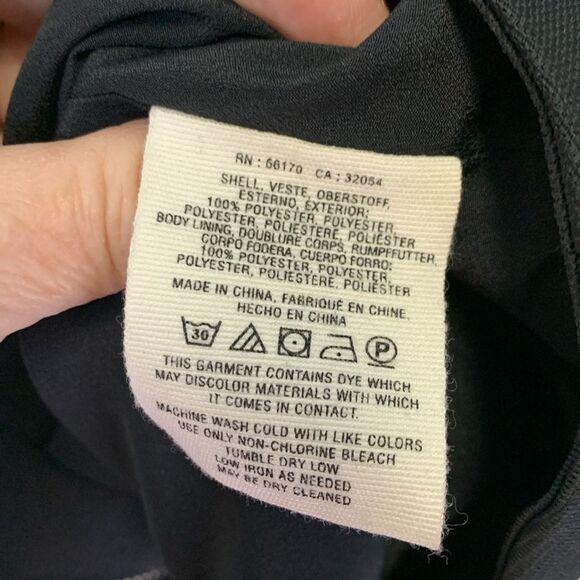 RN : 66170 CA : 32054
SHELL, VESTE, OBERSTOFF,
ESTERNO, EXTERIOR:
100% POLYESTER, POLYESTER,
POLYESTER, POLIESTERE, POLIÉSTER
BODY LINING, DOUBLURE CORPS, RUMPFFUTTER,
CORPO FODERA, CUERPO FORRO:
100% POLYESTER, POLYESTER,
POLYESTER, POLIESTERE, POLIÉSTER
MADE IN CHINA, FABRIQUÉ EN CHINE,
HECHO EN CHINA
30 P
THIS GARMENT CONTAINS DYE WHICH
MAY DISCOLOR MATERIALS WITH WHICH
IT COMES IN CONTACT.
MACHINE WASH COLD WITH LIKE COLORS
USE ONLY NON-CHLORINE BLEACH
TUMBLE DRY LOW
LOW IRON AS NEEDED
MAY BE DRY CLEANED